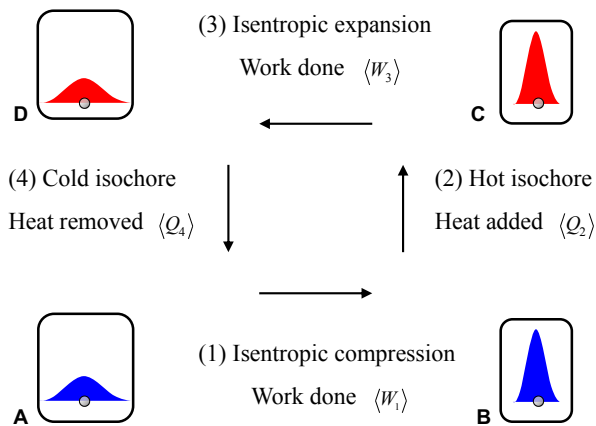 (3) Isentropic expansion
Work done ⟨W₃⟩
D
C
(4) Cold isochore
Heat removed ⟨Q₄⟩
(2) Hot isochore
Heat added ⟨Q₂⟩
(1) Isentropic compression
Work done ⟨W₁⟩
A
B